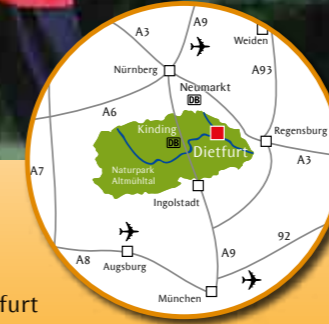 A3
A9
Weiden
Nürnberg
A93
Neumarkt
DB
A6
Kinding
DB
Dietfurt
Regensburg
A7
Naturpark
Altmühltal
A3
Ingolstadt
A8
Augsburg
A9
92
München
furt